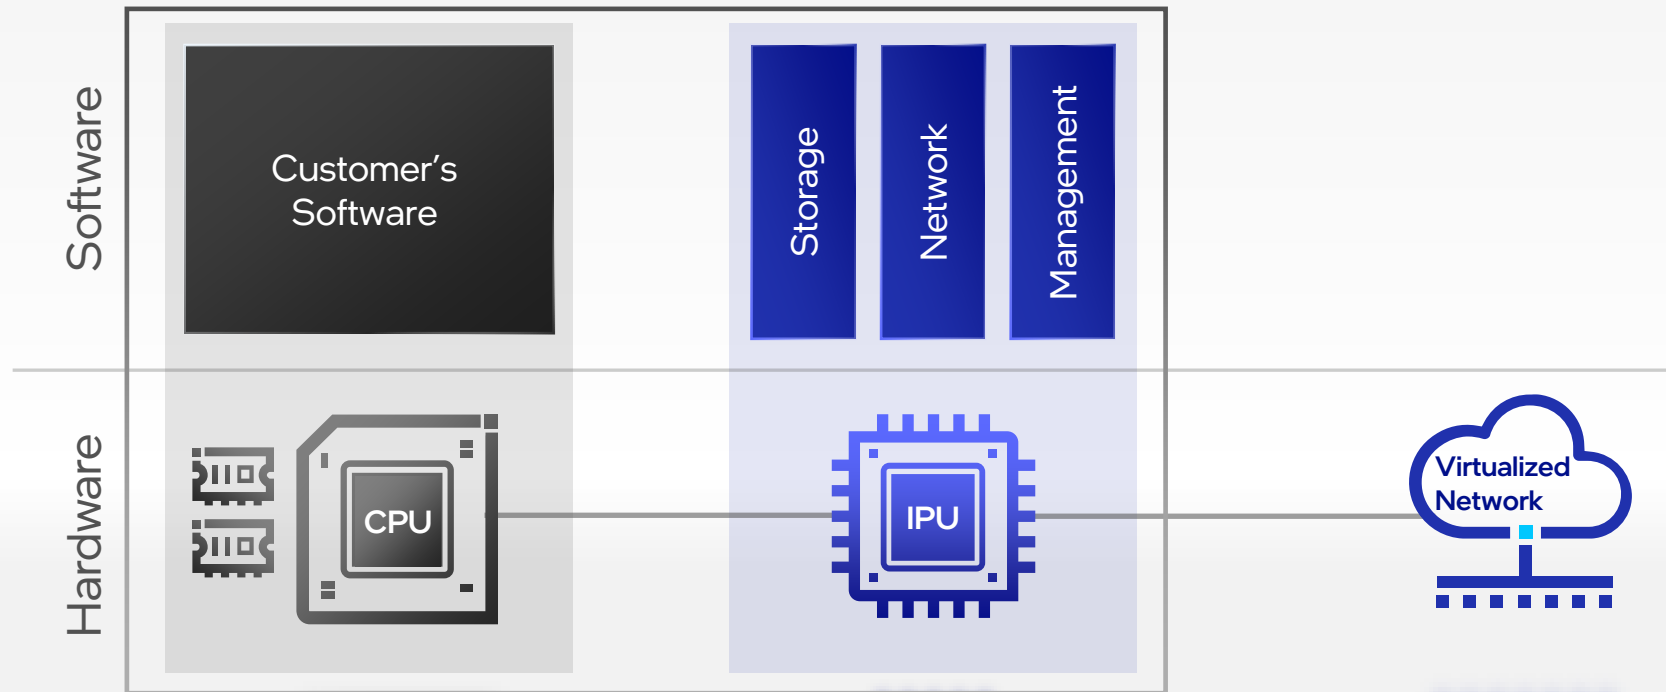 Software
Customer's
Software
Storage
Network
Management
Hardware
CPU
IPU
Virtualized
Network